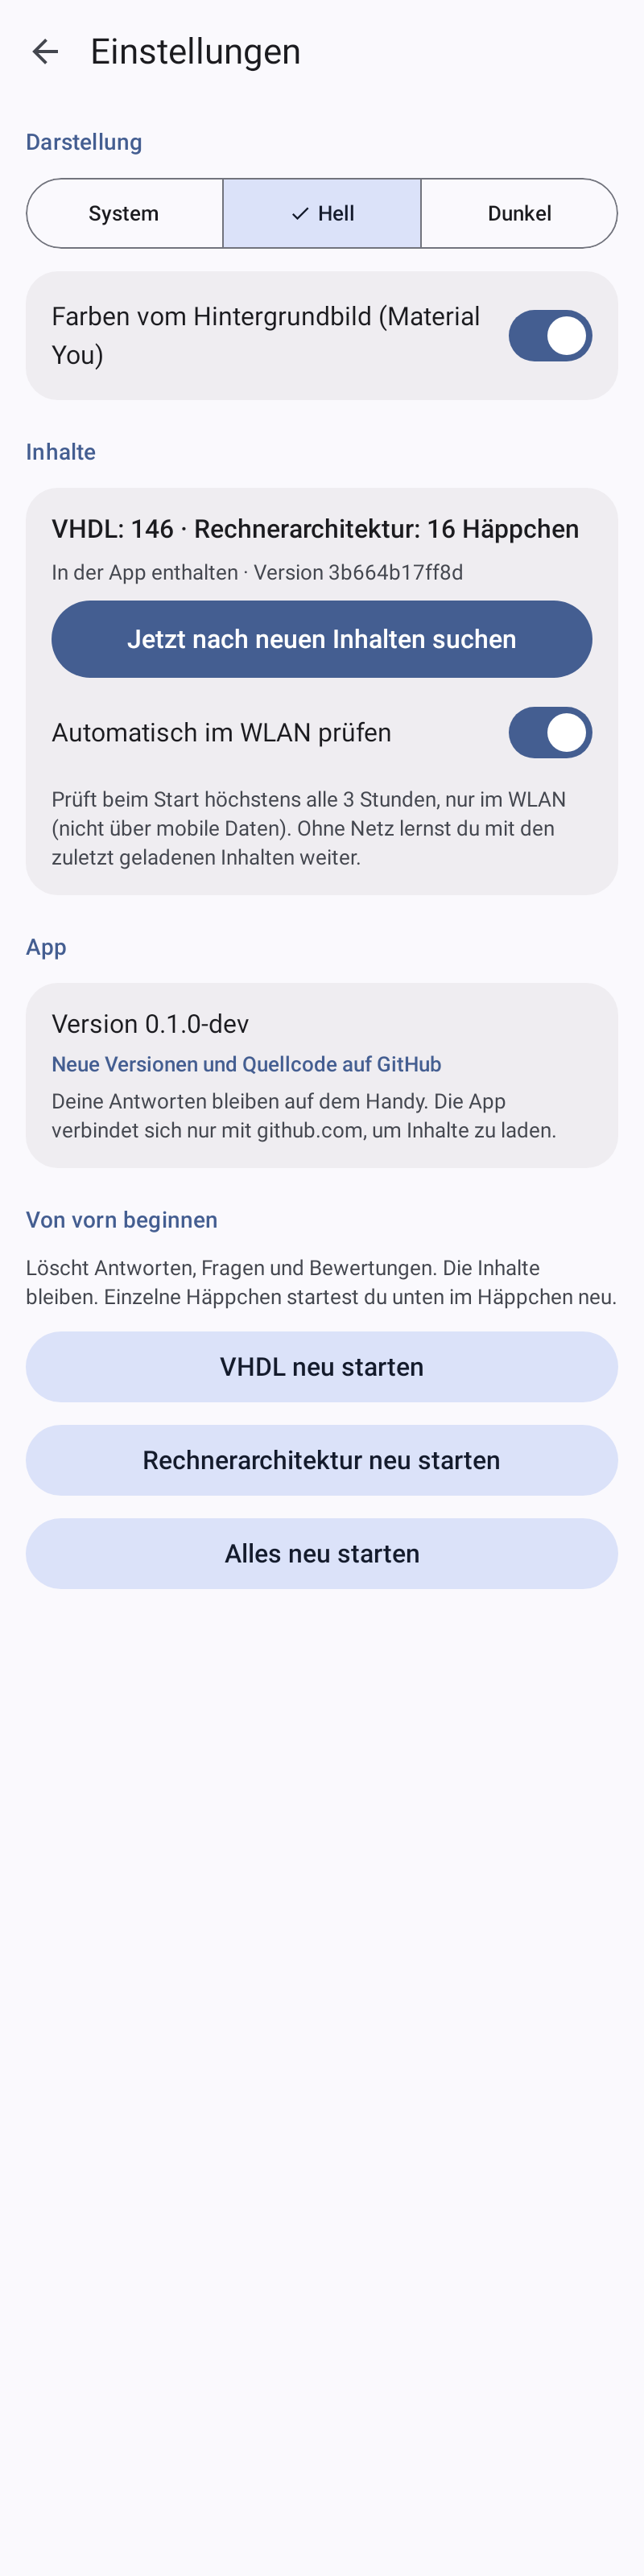 Einstellungen
Darstellung
System
Hell
Dunkel
Farben vom Hintergrundbild (Material
You)
Inhalte
VHDL: 146 · Rechnerarchitektur: 16 Häppchen
In der App enthalten · Version 3b664b17ff8d
Jetzt nach neuen Inhalten suchen
Automatisch im WLAN prüfen
Prüft beim Start höchstens alle 3 Stunden, nur im WLAN
(nicht über mobile Daten). Ohne Netz lernst du mit den
zuletzt geladenen Inhalten weiter.
App
Version 0.1.0-dev
Neue Versionen und Quellcode auf GitHub
Deine Antworten bleiben auf dem Handy. Die App
verbindet sich nur mit github.com, um Inhalte zu laden.
Von vorn beginnen
Löscht Antworten, Fragen und Bewertungen. Die Inhalte
bleiben. Einzelne Häppchen startest du unten im Häppchen neu.
VHDL neu starten
Rechnerarchitektur neu starten
Alles neu starten